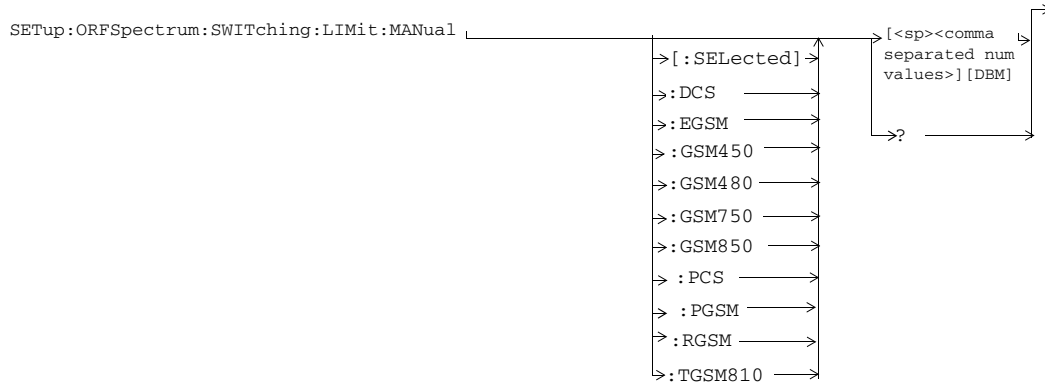 SETup:ORFSpectrum:SWITching:LIMit:MANual
[:SELected]
:DCS
:EGSM
:GSM450
:GSM480
:GSM750
:GSM850
:PCS
:PGSM
:RGSM
:TGSM810
[<sp><comma
separated num
values>][DBM]
?